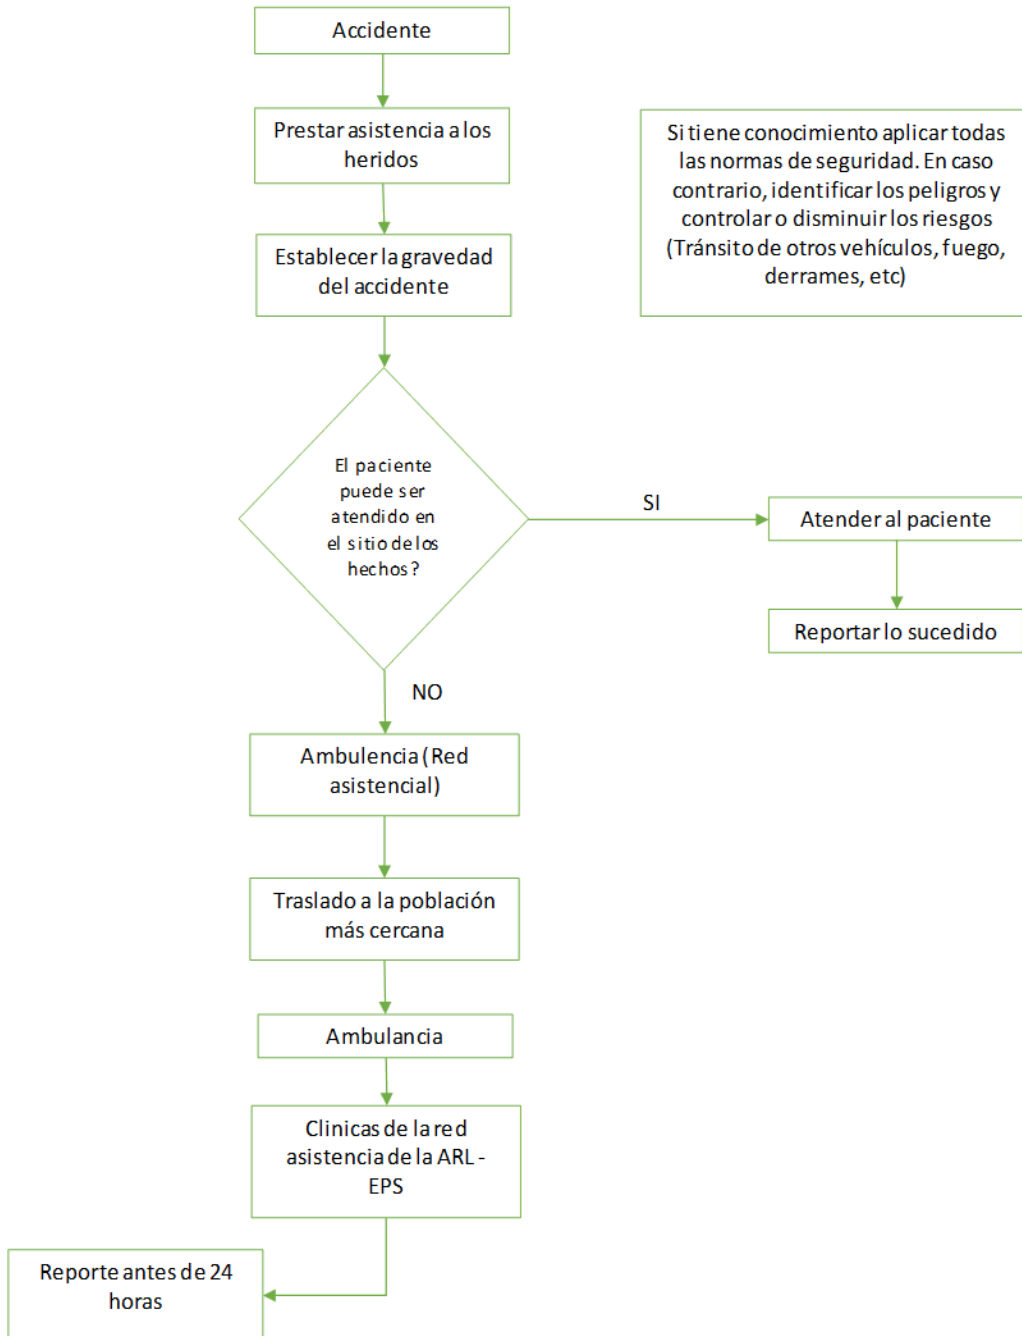 Accidente
Prestar asistencia a los
heridos
Si tiene conocimiento aplicar todas
las normas de seguridad. En caso
contrario, identificar los peligros y
controlar o disminuir los riesgos
(Tránsito de otros vehículos, fuego,
derrames, etc)
Establecer la gravedad
del accidente
El paciente
puede ser
atendido en
el sitio de los
hechos?
SI
Atender al paciente
Reportar lo sucedido
NO
Ambulencia (Red
asistencial)
Traslado a la población
más cercana
Ambulancia
Clinicas de la red
asistencia de la ARL -
EPS
Reporte antes de 24
horas